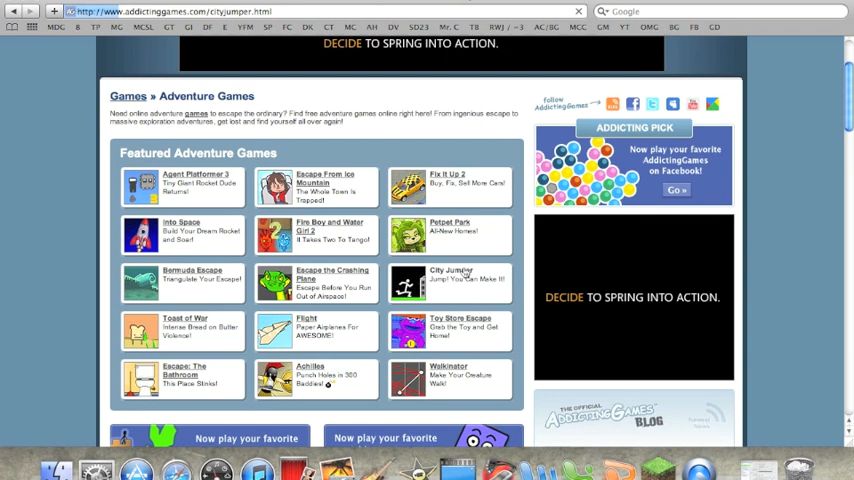 http://www.addictinggames.com/cityjumper.html
Google
MDG 8 TP MG MCSL GT GI DF E YFM SP FC DK CT AV DS SD23 Mr. C TB RWJ / ~3 AC/BG MCC GM YT OMG BG FB CD
DECIDE TO SPRING INTO ACTION.
Games » Adventure Games
Need online adventure games to escape the ordinary? Find free adventure games online right here! From ingenious escape to
massive exploration adventures, get lost and find yourself all over again!
Featured Adventure Games
Agent Platformer 3
Tiny Giant Rocket Dude
Returns!
Escape From Ice
Mountain
The Whole Town Is
Trapped!
Fix It Up 2
Buy, Fix, Sell More Cars!
Into Space
Build Your Dream Rocket
and Soar!
Fire Boy and Water
Girl 2
It Takes Two To Tango!
Petpet Park
All-New Homes!
Bermuda Escape
Triangulate Your Escape!
Escape the Crashing
Plane
Escape Before You Run
Out of Airspace!
City Jumper
Jump! You Can Make It!
Toast of War
Intense Bread on Butter
Violence!
Flight
Paper Airplanes For
AWESOME!
Toy Store Escape
Grab the Toy and Get
Home!
Escape: The
Bathroom
This Place Stinks!
Achilles
Punch Holes in 300
Baddies!
Walkinator
Make Your Creature
Walk!
Now play your favorite
Now play your favorite
follow
AddictingGames
ADDICTING PICK
Now play your favorite
AddictingGames
on Facebook!
Go »
DECIDE TO SPRING INTO ACTION.
THE OFFICIAL
AddictingGames
BLOG